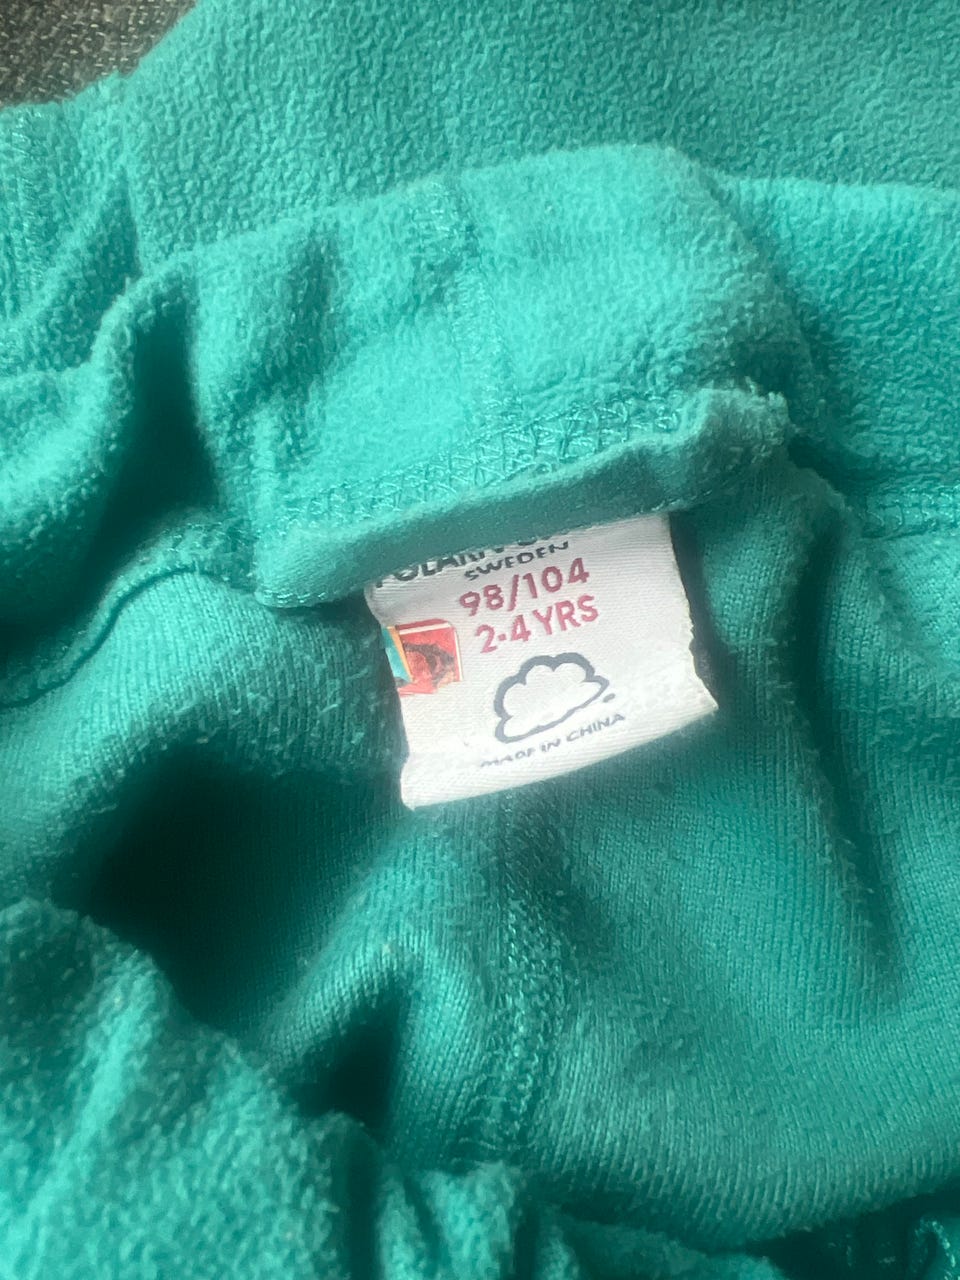 SWEDEN
98/104
2-4 YRS
MADE IN CHINA